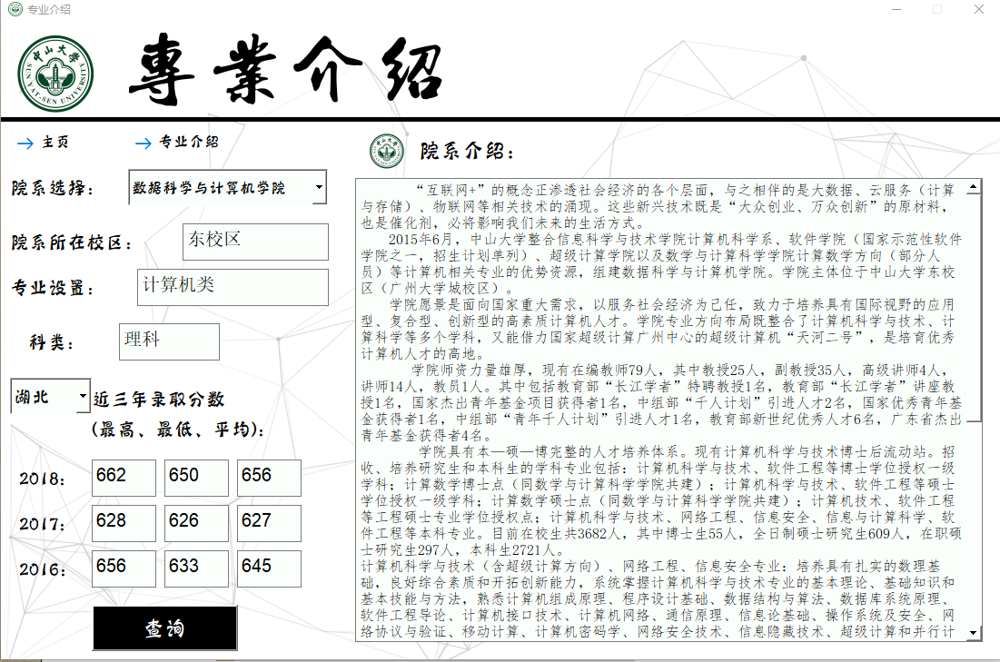 专业介绍
中山大学
SUN YAT-SEN UNIVERSITY
專業介紹
主页
专业介绍
院系选择：
数据科学与计算机学院
院系所在校区：
东校区
专业设置：
计算机类
科类：
理科
湖北
近三年录取分数
(最高、最低、平均)：
2018：
662
650
656
2017：
628
626
627
2016：
656
633
645
查询
院系介绍：
“互联网+”的概念正渗透社会经济的各个层面，与之相伴的是大数据、云服务（计算
与存储）、物联网等相关技术的涌现。这些新兴技术既是“大众创业、万众创新”的原材料，
也是催化剂，必将影响我们未来的生活方式。
2015年6月，中山大学整合信息科学与技术学院计算机科学系、软件学院（国家示范性软件
学院之一，招生计划单列）、超级计算学院以及数学与计算科学学院计算数学方向（部分人
员）等计算机相关专业的优势资源，组建数据科学与计算机学院。学院主体位于中山大学东校
区（广州大学城校区）。
学院愿景是面向国家重大需求，以服务社会经济为己任，致力于培养具有国际视野的应用
型、复合型、创新型的高素质计算机人才。学院专业方向布局既整合了计算机科学与技术、计
算科学等多个学科，又能借力国家超级计算广州中心的超级计算机“天河二号”，是培育优秀
计算机人才的高地。
学院师资力量雄厚，现有在编教师79人，其中教授25人，副教授35人，高级讲师4人，
讲师14人，教员1人。其中包括教育部“长江学者”特聘教授1名，教育部“长江学者”讲座教
授1名，国家杰出青年基金项目获得者1名，中组部“千人计划”引进人才2名，国家优秀青年基
金获得者1名，中组部“青年千人计划”引进人才1名，教育部新世纪优秀人才6名，广东省杰出
青年基金获得者4名。
学院具有本—硕—博完整的人才培养体系。现有计算机科学与技术博士后流动站。招
收、培养研究生和本科生的学科专业包括：计算机科学与技术、软件工程等博士学位授权一级
学科；计算数学博士点（同数学与计算科学学院共建）；计算机科学与技术、软件工程等硕士
学位授权一级学科；计算数学硕士点（同数学与计算科学学院共建）；计算机技术、软件工程
等工程硕士专业学位授权点；计算机科学与技术、网络工程、信息安全、信息与计算科学、软
件工程等本科专业。目前在校生共3682人，其中博士生55人，全日制硕士研究生609人，在职硕
士研究生297人，本科生2721人。
计算机科学与技术（含超级计算方向）、网络工程、信息安全专业：培养具有扎实的数理基
础，良好综合素质和开拓创新能力，系统掌握计算机科学与技术专业的基本理论、基础知识和
基本技能与方法，熟悉计算机组成原理、程序设计基础、数据结构与算法、数据库系统原理、
软件工程导论、计算机接口技术、计算机网络、通信原理、信息论基础、操作系统及安全、网
络协议与验证、移动计算、计算机密码学、网络安全技术、信息隐藏技术、超级计算和并行计